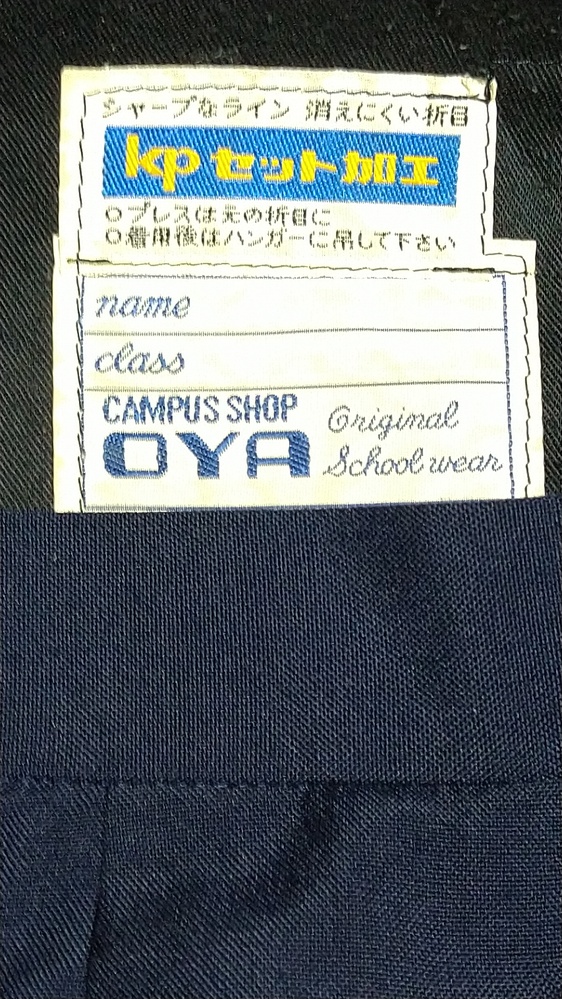 シャープなライン 消えにくい折目
kpセット加工
○プレスは元の折目に
○着用後はハンガーに吊して下さい
name
class
CAMPUS SHOP
OYA
Original
School wear